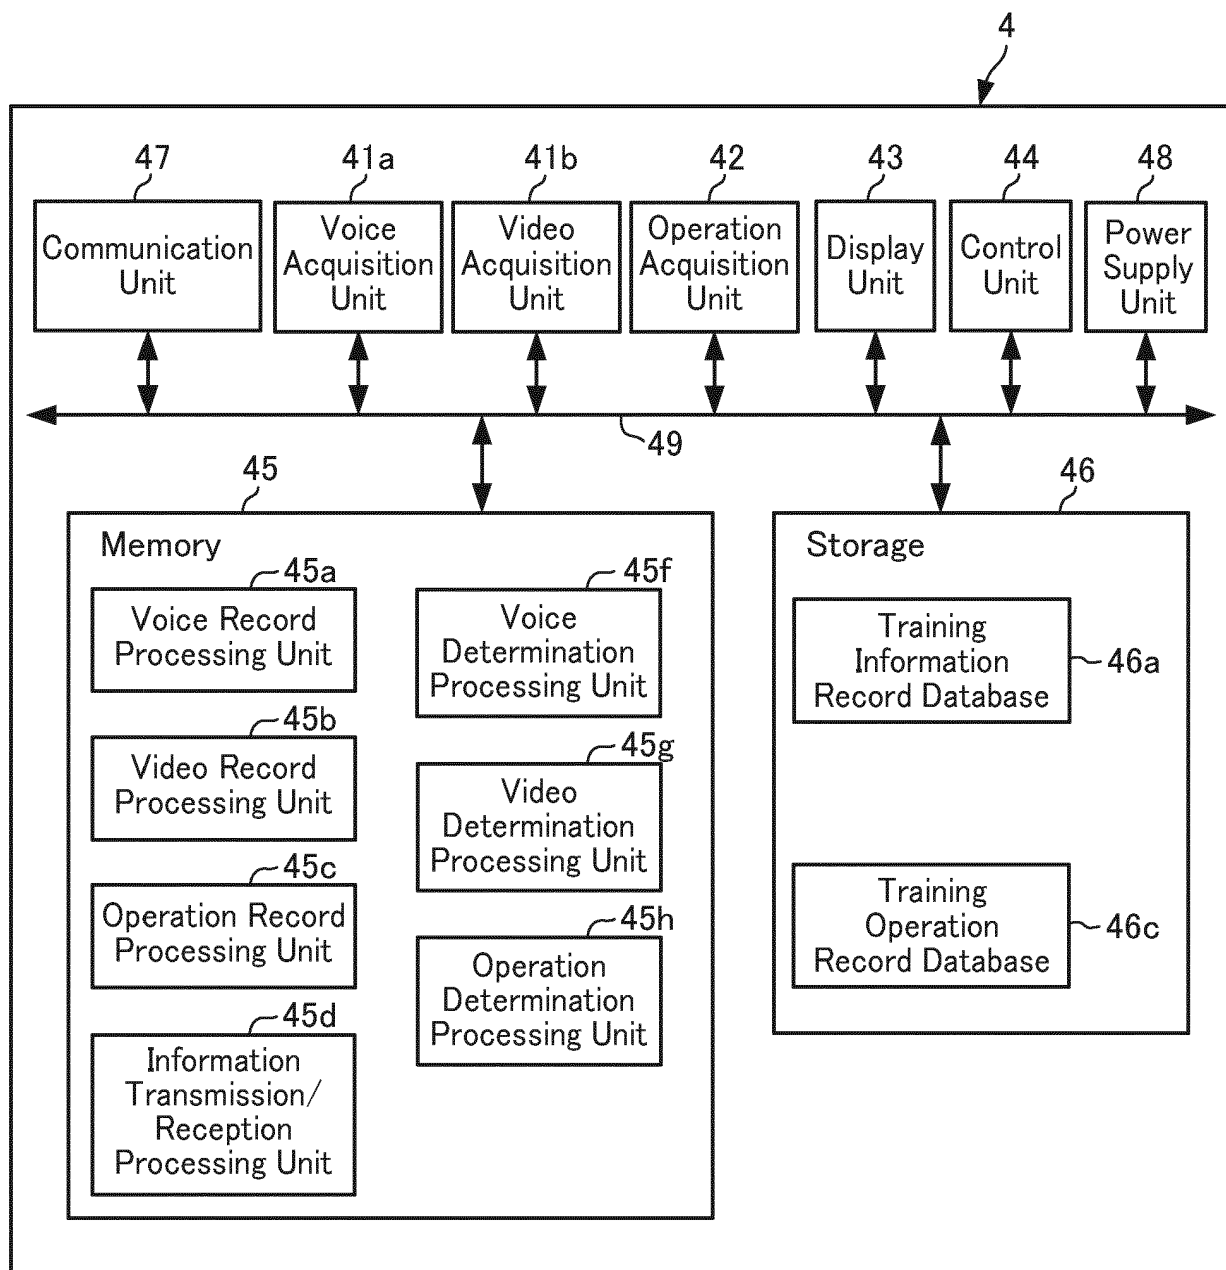 4
47
41a
41b
42
43
44
48
Communication
Unit
Voice
Acquisition
Unit
Video
Acquisition
Unit
Operation
Acquisition
Unit
Display
Unit
Control
Unit
Power
Supply
Unit
49
45
Memory
45a
Voice Record
Processing Unit
45b
Video Record
Processing Unit
45c
Operation Record
Processing Unit
45d
Information
Transmission/
Reception
Processing Unit
45f
Voice
Determination
Processing Unit
45g
Video
Determination
Processing Unit
45h
Operation
Determination
Processing Unit
46
Storage
Training
Information
Record Database
46a
Training
Operation
Record Database
46c